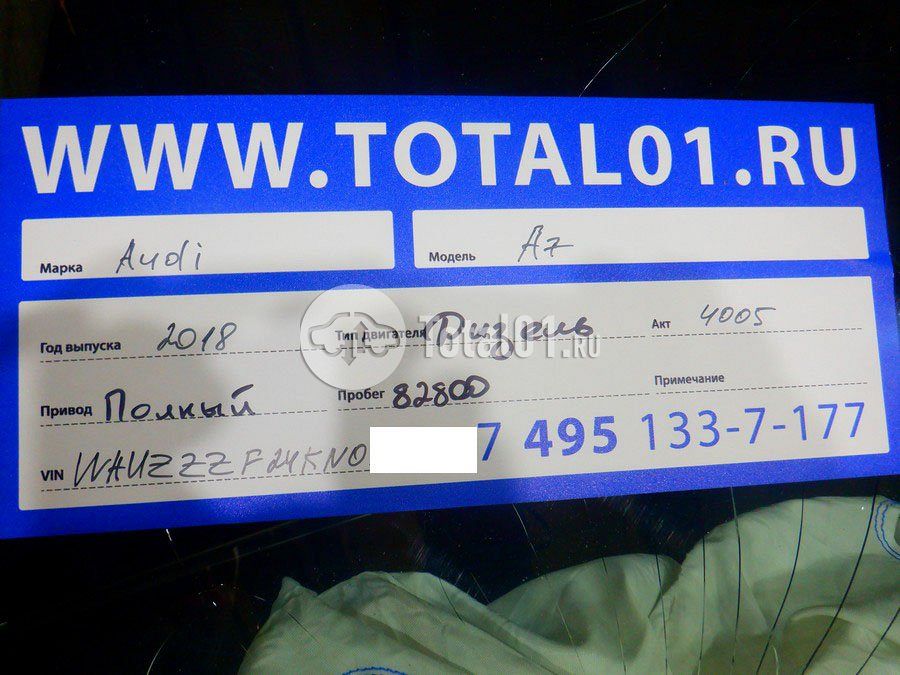 WWW.TOTAL01.RU
Марка Audi Модель A7
Год выпуска 2018 Тип двигателя Дизель Акт 4005
Total01.RU
Привод Полный Пробег 82800 Примечание
VIN WAUZZZF24KN0 7 495 133-7-177